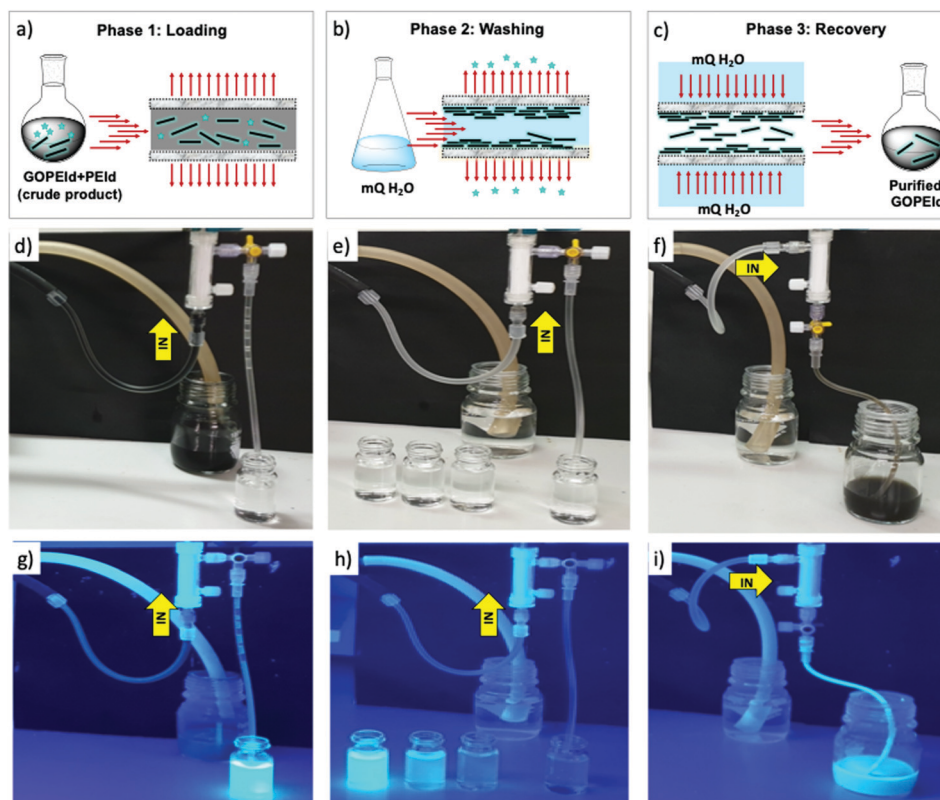 a) Phase 1: Loading
GOPEId+PEId
(crude product)
b) Phase 2: Washing
mQ H₂O
c) Phase 3: Recovery
mQ H₂O
mQ H₂O
Purified
GOPEId
d)
IN
e)
IN
f)
IN
g)
IN
h)
IN
i)
IN